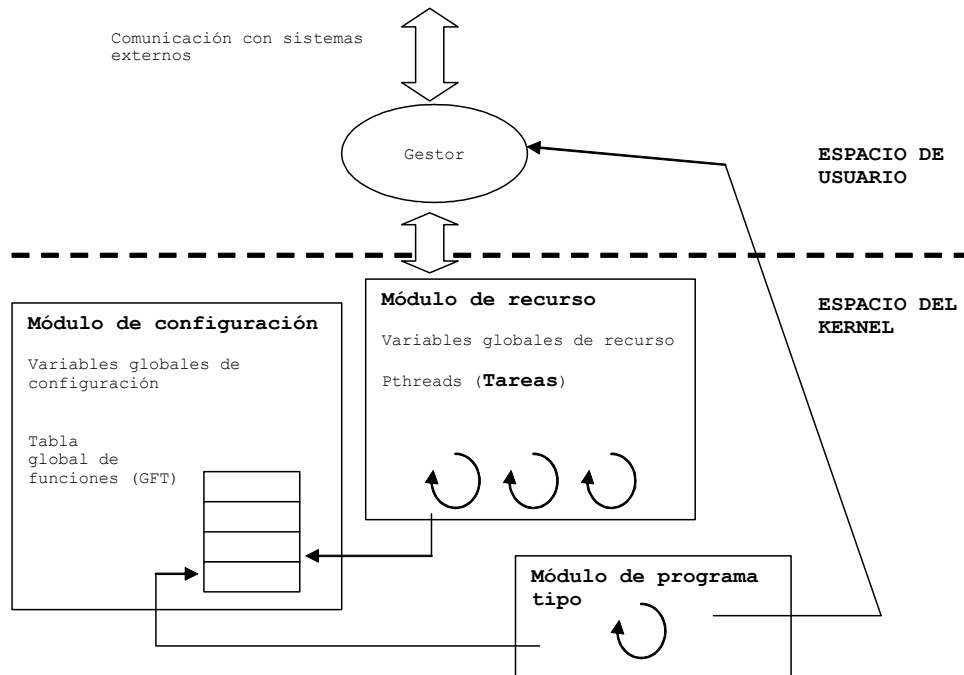 Comunicación con sistemas
externos
Gestor
ESPACIO DE
USUARIO
Módulo de configuración
Variables globales de
configuración
Tabla
global de
funciones (GFT)
Módulo de recurso
Variables globales de recurso
Pthreads (Tareas)
ESPACIO DEL
KERNEL
Módulo de programa
tipo